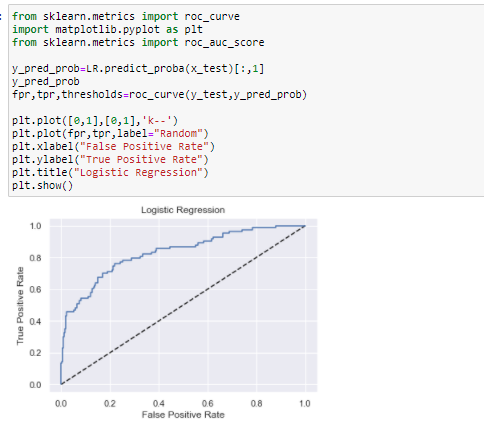 from sklearn.metrics import roc_curve
import matplotlib.pyplot as plt
from sklearn.metrics import roc_auc_score
y_pred_prob=LR.predict_proba(x_test)[:,1]
y_pred_prob
fpr,tpr,thresholds=roc_curve(y_test,y_pred_prob)
plt.plot([0,1],[0,1],'k--')
plt.plot(fpr,tpr,label="Random")
plt.xlabel("False Positive Rate")
plt.ylabel("True Positive Rate")
plt.title("Logistic Regression")
plt.show()
Logistic Regression
True Positive Rate
1.0
0.8
0.6
0.4
0.2
0.0
0.0 0.2 0.4 0.6 0.8 1.0
False Positive Rate